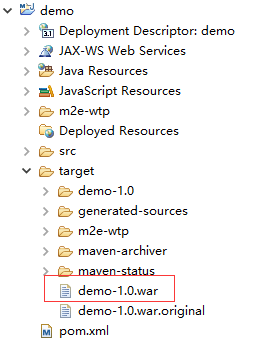 demo
Deployment Descriptor: demo
JAX-WS Web Services
Java Resources
JavaScript Resources
m2e-wtp
Deployed Resources
src
target
demo-1.0
generated-sources
m2e-wtp
maven-archiver
maven-status
demo-1.0.war
demo-1.0.war.original
pom.xml